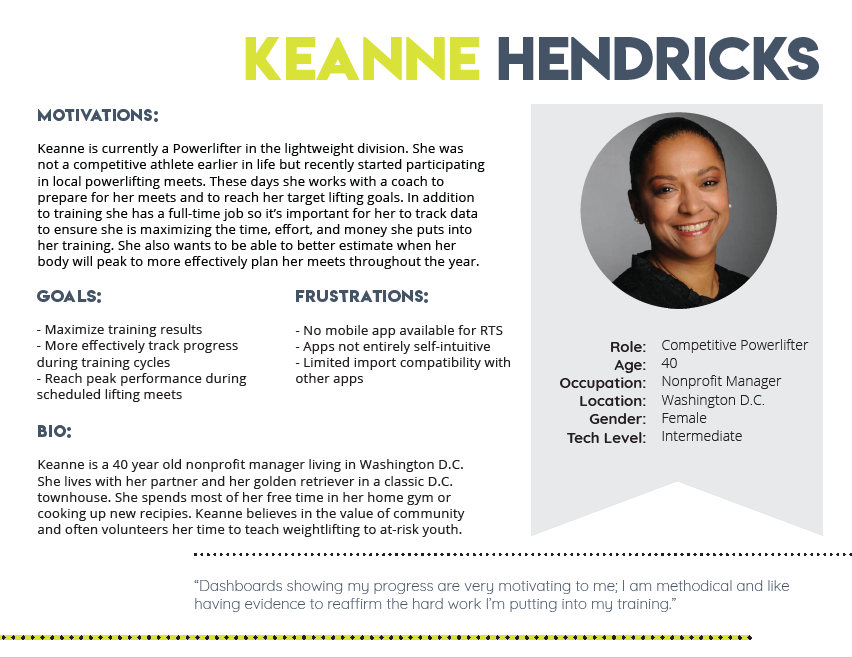 KEANNE HENDRICKS
MOTIVATIONS:
Keanne is currently a Powerlifter in the lightweight division. She was
not a competitive athlete earlier in life but recently started participating
in local powerlifting meets. These days she works with a coach to
prepare for her meets and to reach her target lifting goals. In addition
to training she has a full-time job so it’s important for her to track data
to ensure she is maximizing the time, effort, and money she puts into
her training. She also wants to be able to better estimate when her
body will peak to more effectively plan her meets throughout the year.
GOALS:
- Maximize training results
- More effectively track progress
during training cycles
- Reach peak performance during
scheduled lifting meets
FRUSTRATIONS:
- No mobile app available for RTS
- Apps not entirely self-intuitive
- Limited import compatibility with
other apps
BIO:
Keanne is a 40 year old nonprofit manager living in Washington D.C.
She lives with her partner and her golden retriever in a classic D.C.
townhouse. She spends most of her free time in her home gym or
cooking up new recipies. Keanne believes in the value of community
and often volunteers her time to teach weightlifting to at-risk youth.
Role: Competitive Powerlifter
Age: 40
Occupation: Nonprofit Manager
Location: Washington D.C.
Gender: Female
Tech Level: Intermediate
“Dashboards showing my progress are very motivating to me; I am methodical and like
having evidence to reaffirm the hard work I’m putting into my training.”